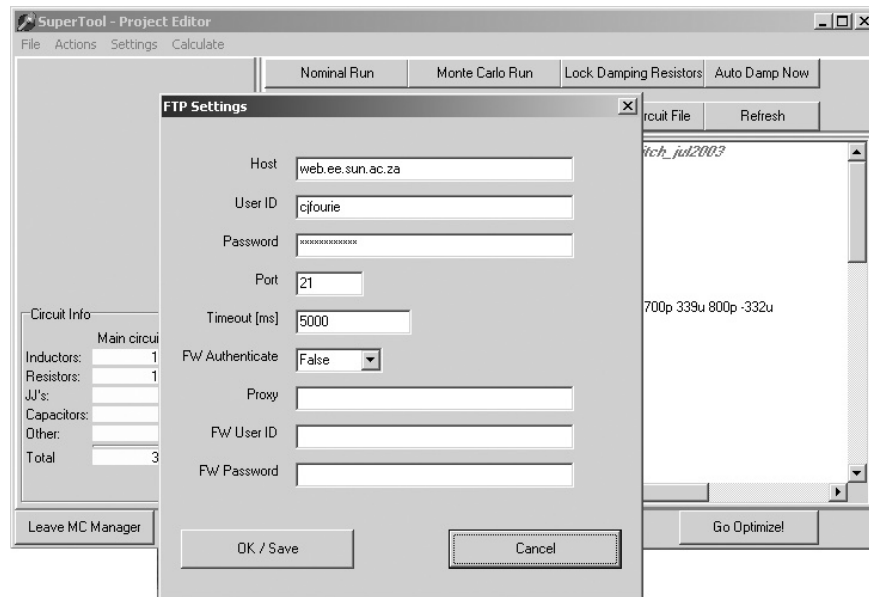 SuperTool - Project Editor
File Actions Settings Calculate
Nominal Run
Monte Carlo Run
Lock Damping Resistors
Auto Damp Now
rcuit File
Refresh
itch_jul2003
700p 339u 800p -332u
FTP Settings
Host
web.ee.sun.ac.za
User ID
cjfourie
Password
************
Port
21
Timeout [ms]
5000
FW Authenticate
False
Proxy
FW User ID
FW Password
OK / Save
Cancel
Circuit Info
Main circui
Inductors: 1
Resistors: 1
JJ's:
Capacitors:
Other:
Total 3
Leave MC Manager
Go Optimize!